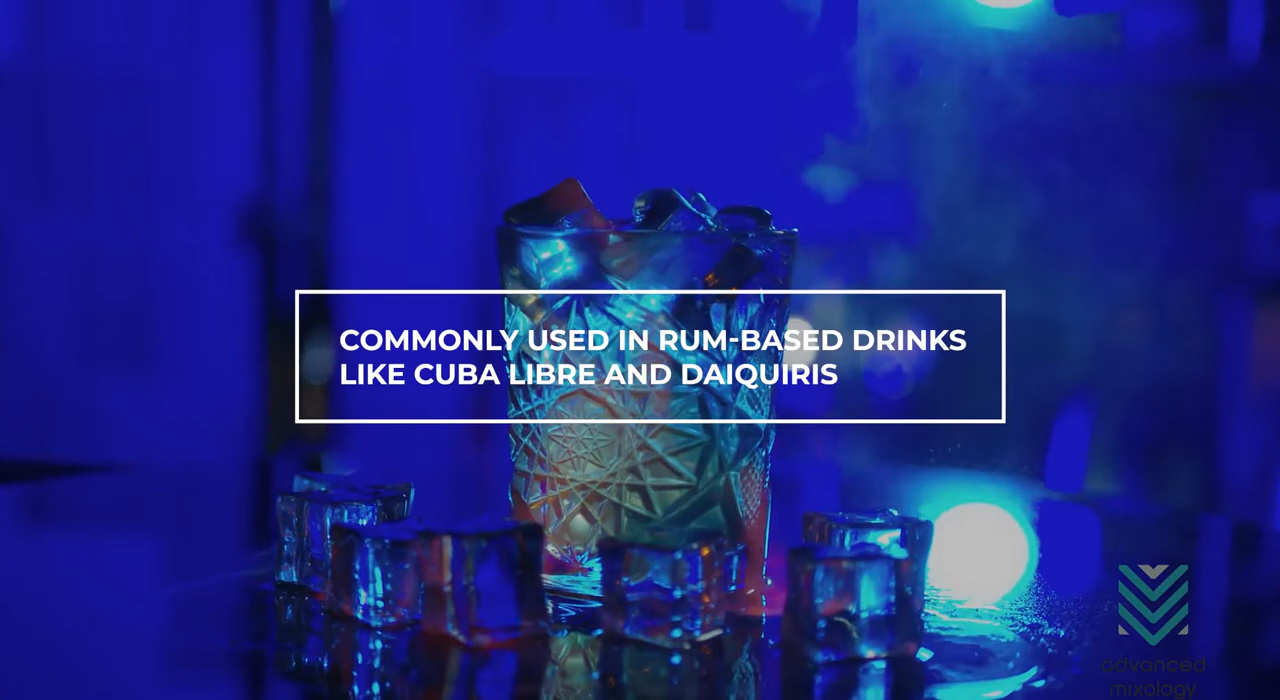 COMMONLY USED IN RUM-BASED DRINKS
LIKE CUBA LIBRE AND DAIQUIRIS
advanced
mixology